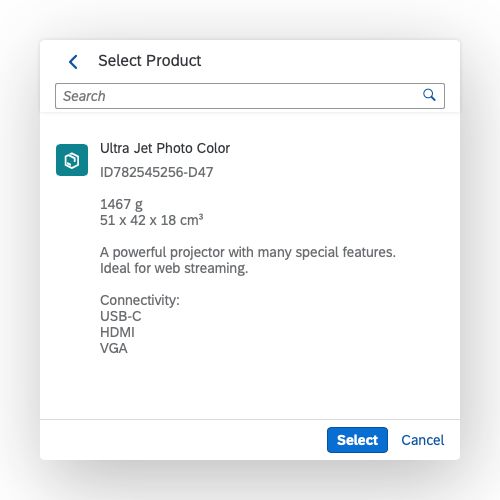 Select Product
Search
Ultra Jet Photo Color
ID782545256-D47
1467 g
51 x 42 x 18 cm³
A powerful projector with many special features.
Ideal for web streaming.
Connectivity:
USB-C
HDMI
VGA
Select
Cancel